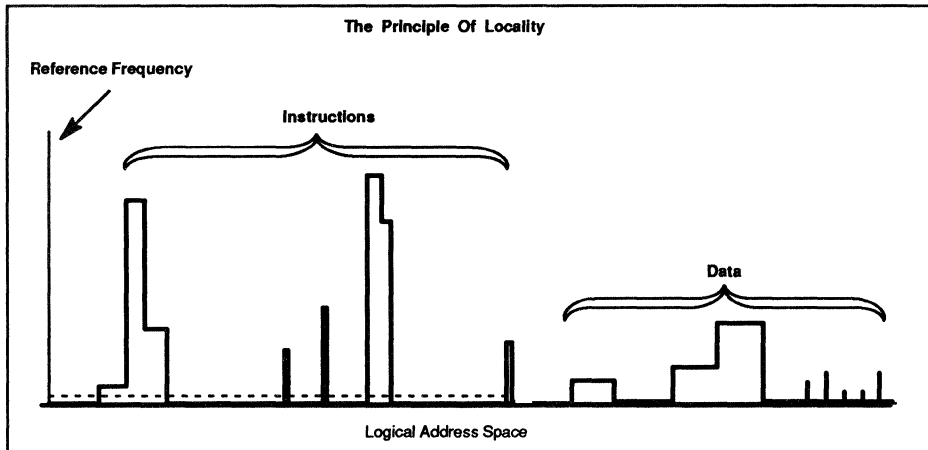 The Principle Of Locality
Reference Frequency
Instructions
Data
Logical Address Space